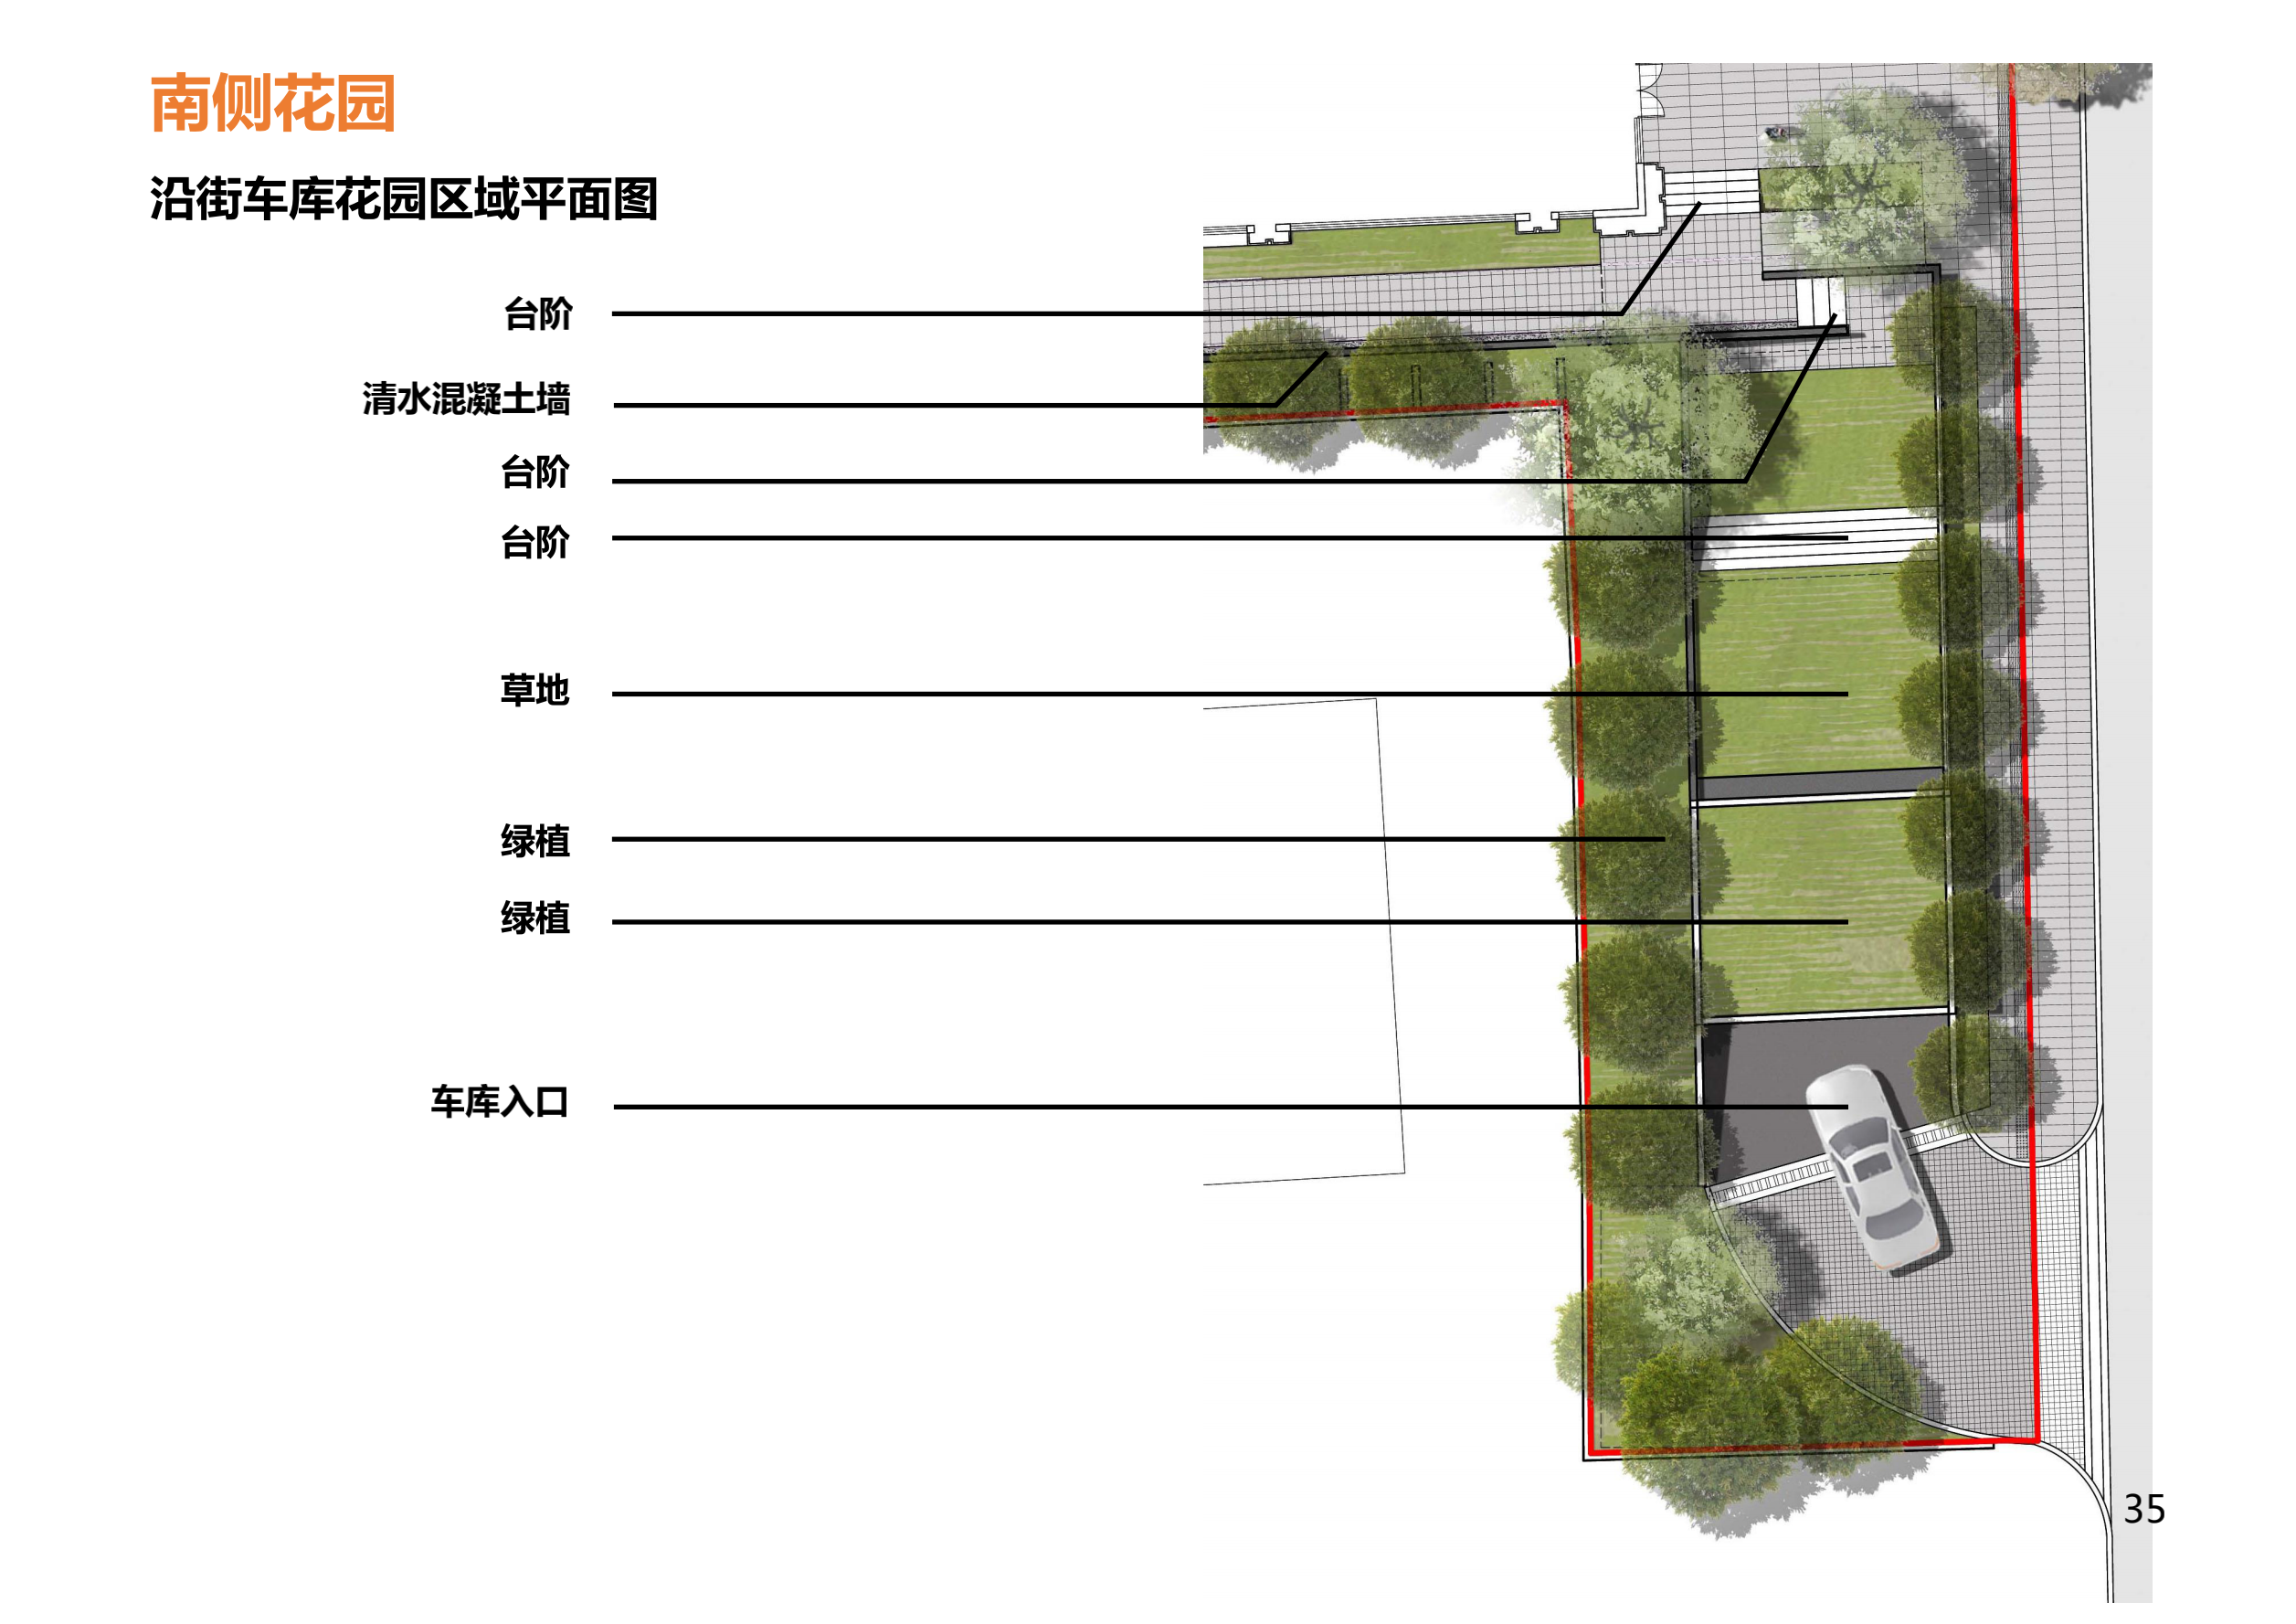 南侧花园
沿街车库花园区域平面图
台阶
清水混凝土墙
台阶
台阶
草地
绿植
绿植
车库入口
35